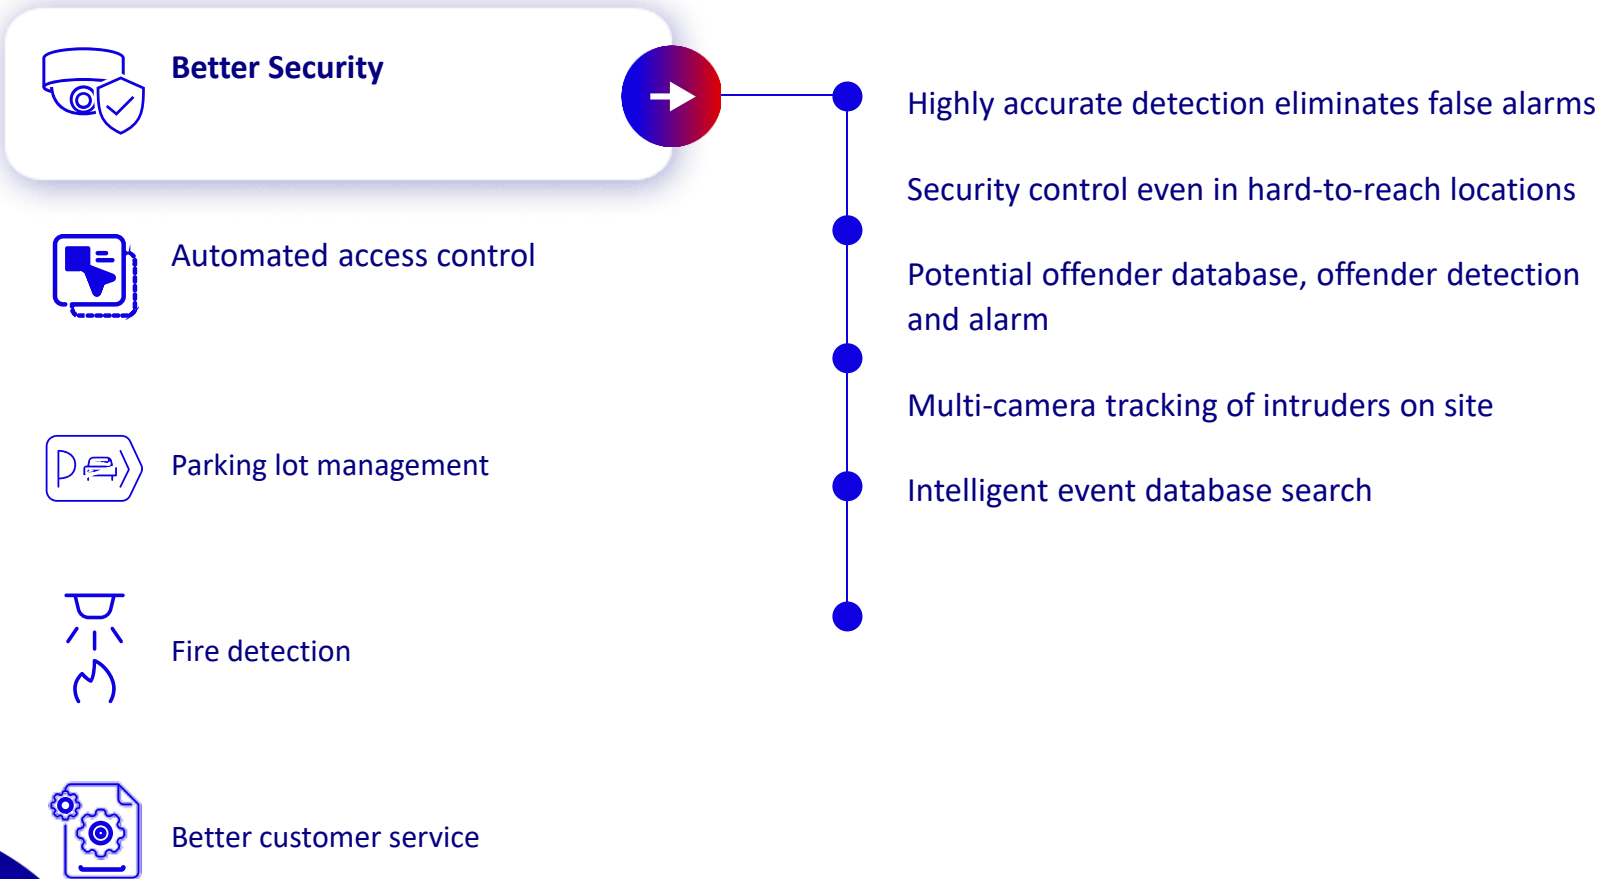 Better Security
Automated access control
Parking lot management
Fire detection
Better customer service
Highly accurate detection eliminates false alarms
Security control even in hard-to-reach locations
Potential offender database, offender detection
and alarm
Multi-camera tracking of intruders on site
Intelligent event database search